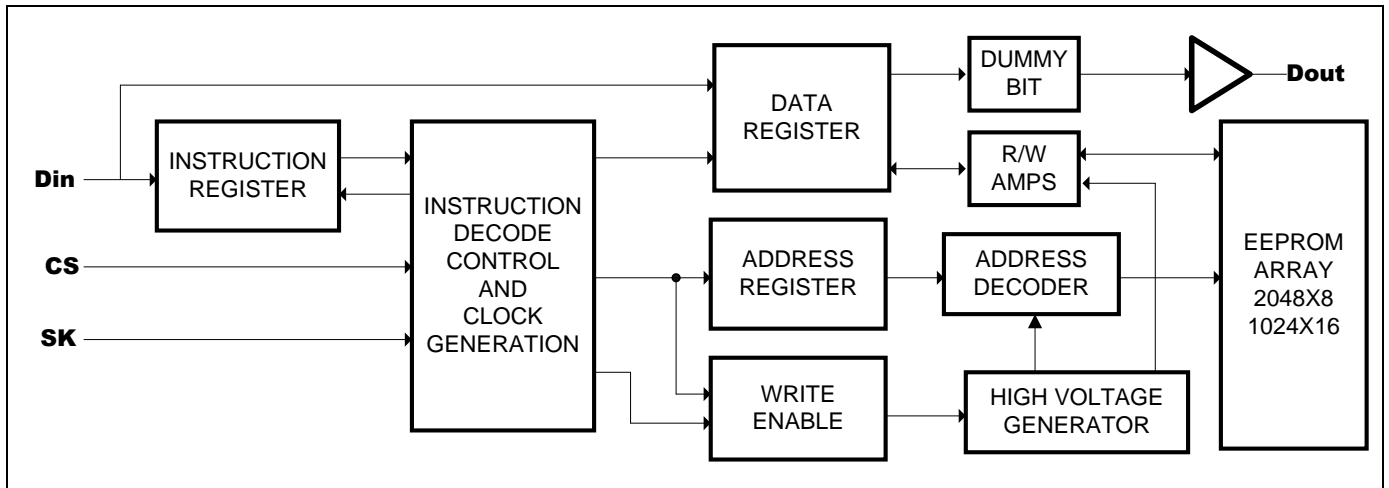 DUMMY
BIT
Dout
DATA
REGISTER
INSTRUCTION
REGISTER
R/W
AMPS
Din
INSTRUCTION
DECODE
CONTROL
AND
CLOCK
GENERATION
CS
ADDRESS
REGISTER
ADDRESS
DECODER
EEPROM
ARRAY
2048X8
1024X16
SK
WRITE
ENABLE
HIGH VOLTAGE
GENERATOR